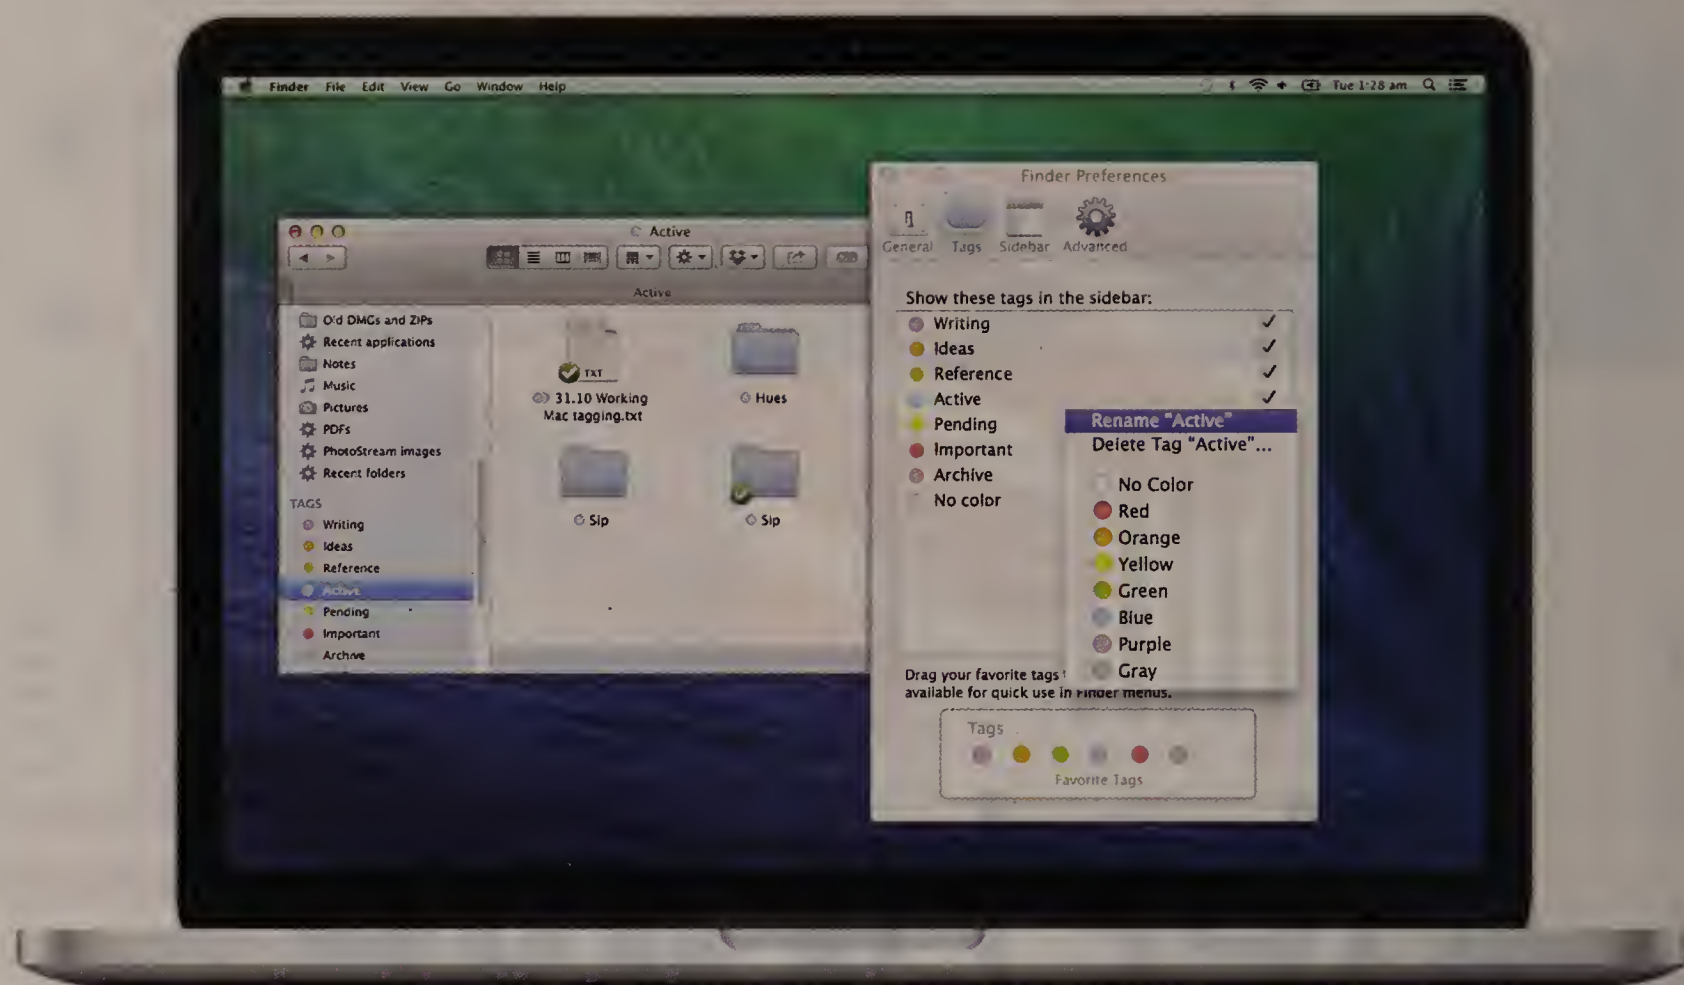 Finder File Edit View Go Window Help
Tue 1:28 am
Active
Active
Old DMGs and ZIPs
Recent applications
Notes
Music
Pictures
PDFs
PhotoStream images
Recent folders
TAGS
Writing
Ideas
Reference
Active
Pending
Important
Archive
TXT
31.10 Working
Mac tagging.txt
Hues
Sip
Sip
Finder Preferences
General Tags Sidebar Advanced
Show these tags in the sidebar:
Writing
Ideas
Reference
Active
Pending
Important
Archive
No color
Rename "Active"
Delete Tag "Active"...
No Color
Red
Orange
Yellow
Green
Blue
Purple
Gray
Drag your favorite tags
available for quick use in Finder menus.
Tags
Favorite Tags